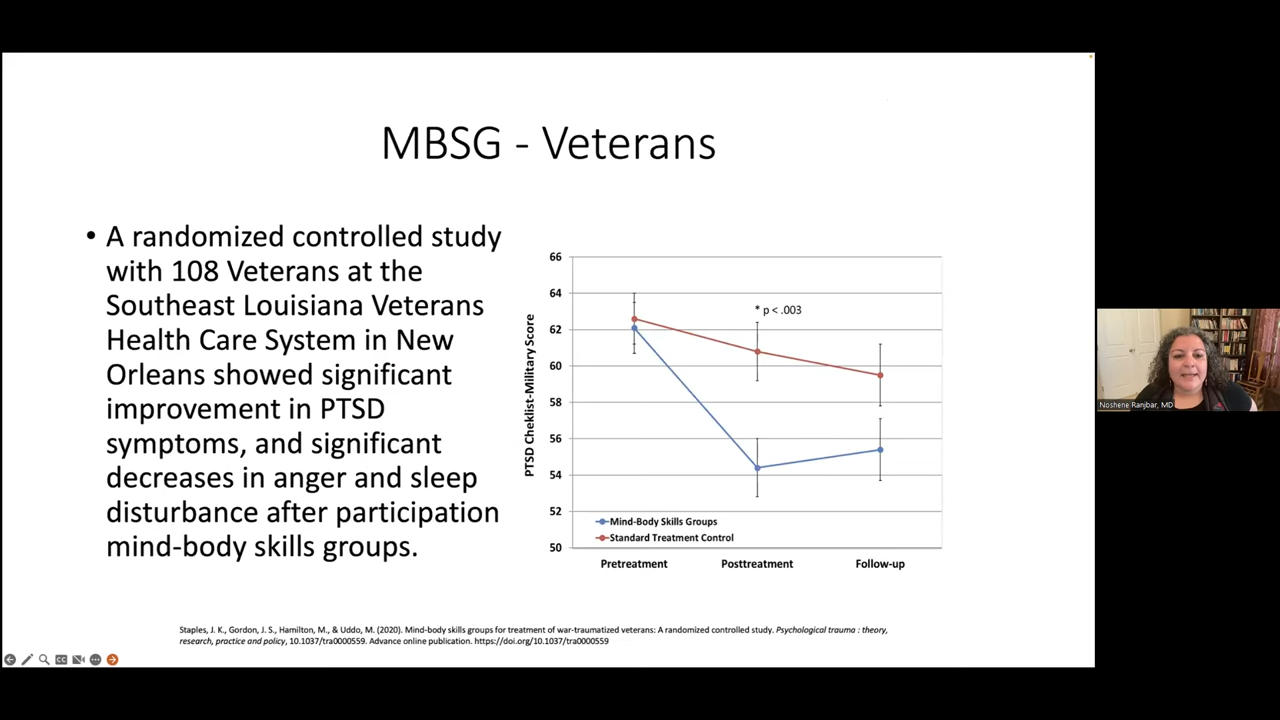 MBSG - Veterans
• A randomized controlled study
with 108 Veterans at the
Southeast Louisiana Veterans
Health Care System in New
Orleans showed significant
improvement in PTSD
symptoms, and significant
decreases in anger and sleep
disturbance after participation
mind-body skills groups.
PTSD Cheklist-Military Score
66
64
62
60
58
56
54
52
50
* p < .003
Mind-Body Skills Groups
Standard Treatment Control
Pretreatment Posttreatment Follow-up
Staples, J. K., Gordon, J. S., Hamilton, M., & Uddo, M. (2020). Mind-body skills groups for treatment of war-traumatized veterans: A randomized controlled study. Psychological trauma : theory,
research, practice and policy, 10.1037/tra0000559. Advance online publication. https://doi.org/10.1037/tra0000559
CC
Noshene Ranjbar, MD